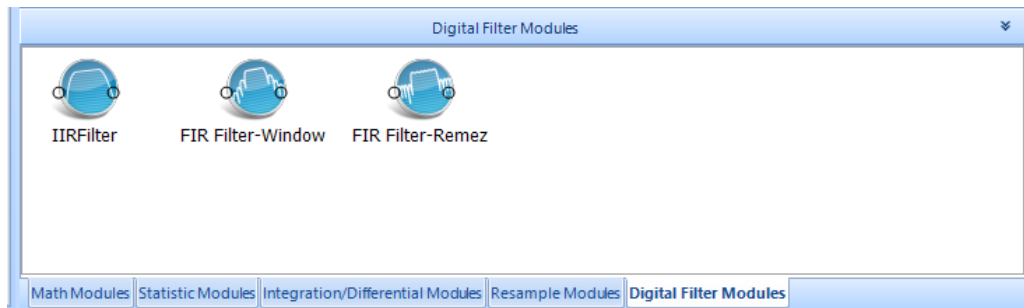 Digital Filter Modules
IIRFilter FIR Filter-Window FIR Filter-Remez
Math Modules Statistic Modules Integration/Differential Modules Resample Modules Digital Filter Modules